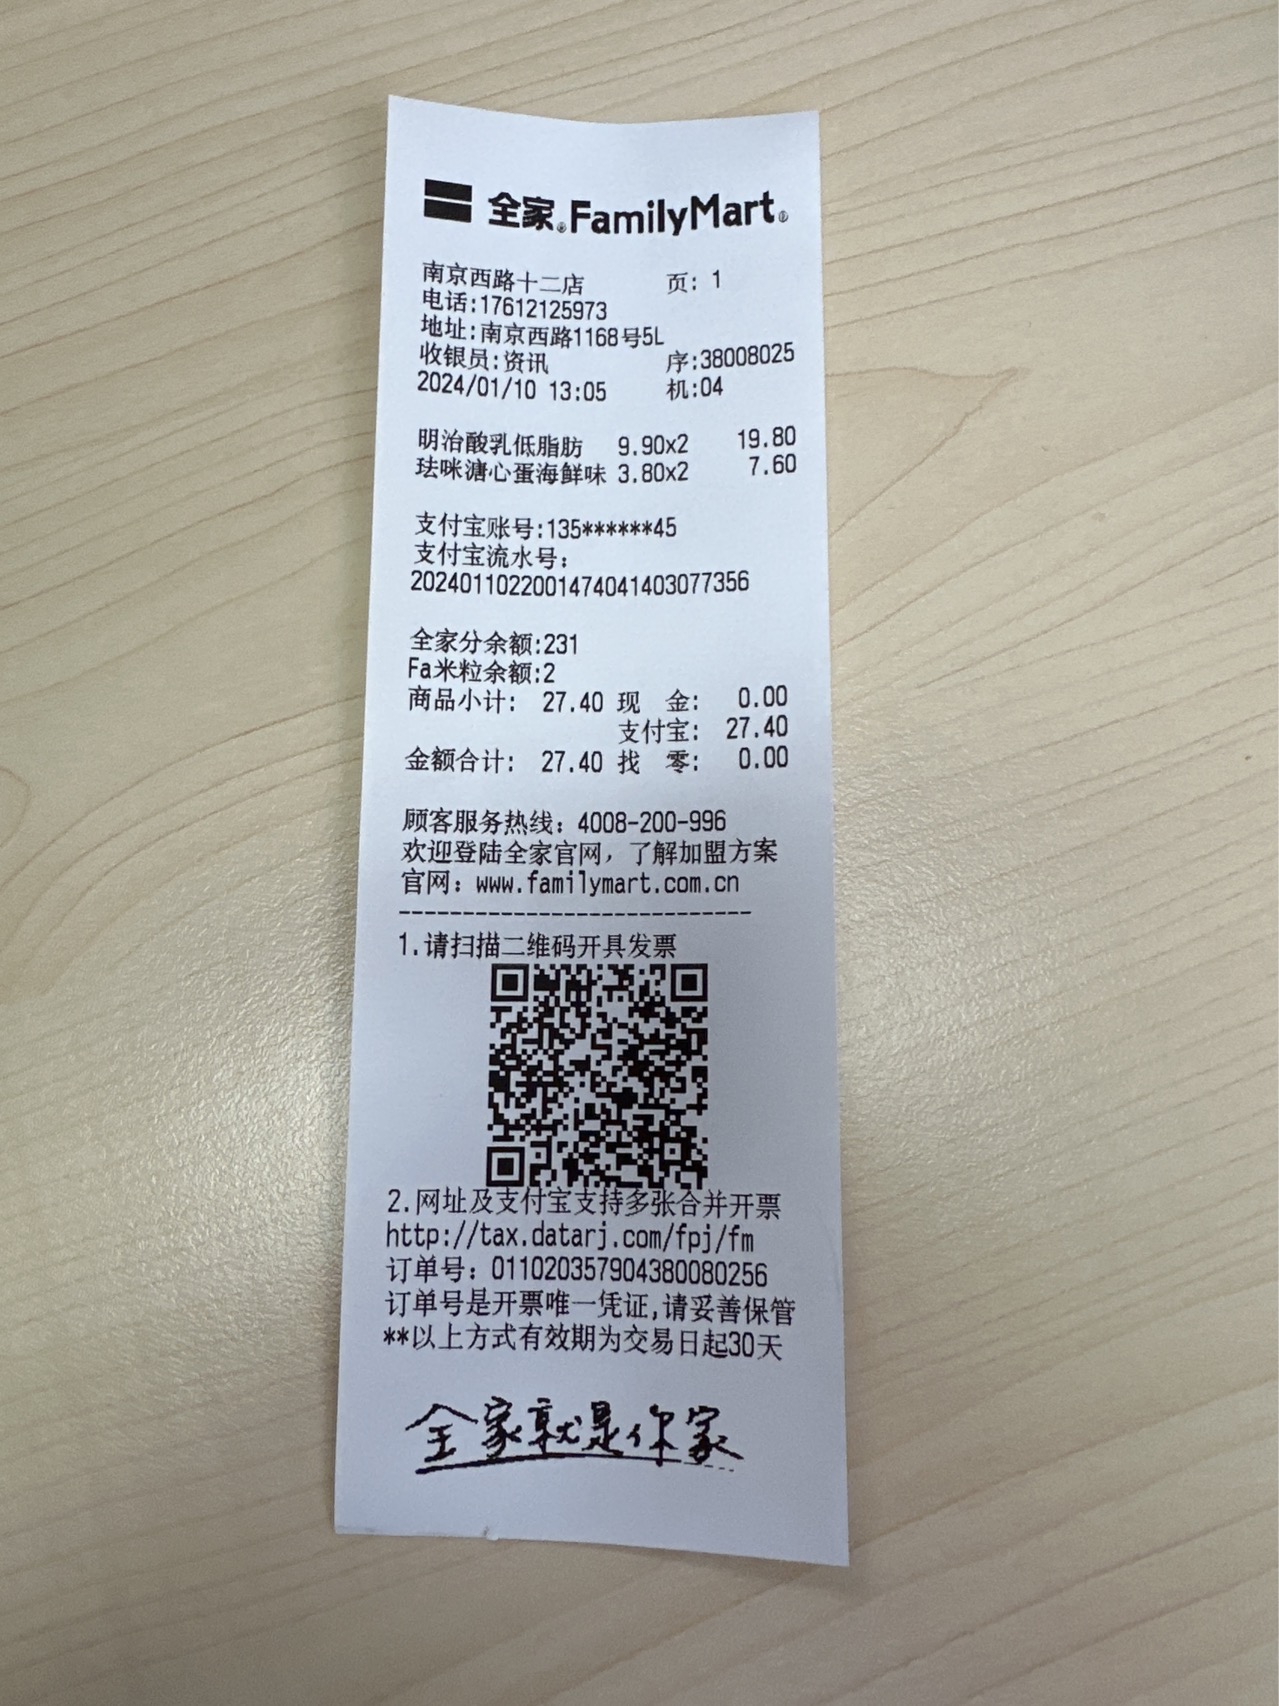 全家® FamilyMart®
南京西路十二店 页: 1
电话:17612125973
地址:南京西路1168号5L
收银员:资讯 序:38008025
2024/01/10 13:05 机:04
明治酸乳低脂肪 9.90x2 19.80
珐咪溏心蛋海鲜味 3.80x2 7.60
支付宝账号:135******45
支付宝流水号:
2024011022001474041403077356
全家分余额:231
Fa米粒余额:2
商品小计: 27.40 现 金: 0.00
支付宝: 27.40
金额合计: 27.40 找 零: 0.00
顾客服务热线: 4008-200-996
欢迎登陆全家官网, 了解加盟方案
官网: www.familymart.com.cn
----------------------------
1.请扫描二维码开具发票
2.网址及支付宝支持多张合并开票
http://tax.datarj.com/fpj/fm
订单号: 011020357904380080256
订单号是开票唯一凭证,请妥善保管
**以上方式有效期为交易日起30天
全家就是你家